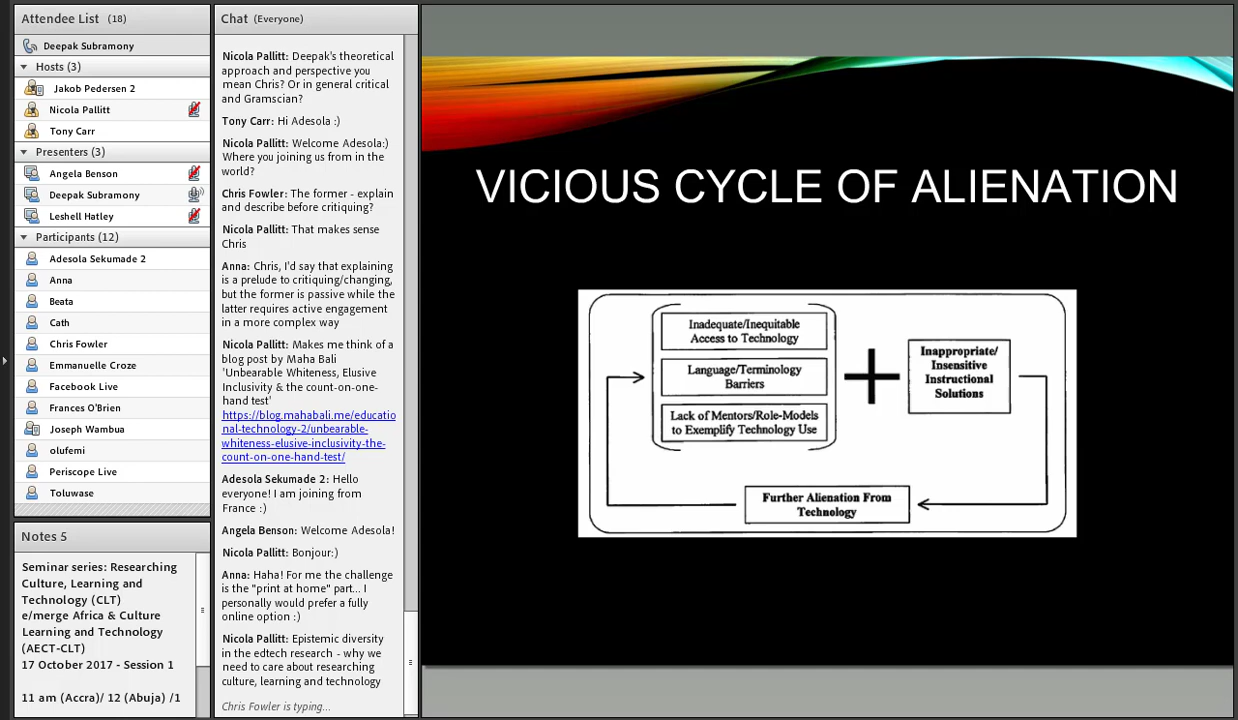 Attendee List (18)
Deepak Subramony
Hosts (3)
Jakob Pedersen 2
Nicola Pallitt
Tony Carr
Presenters (3)
Angela Benson
Deepak Subramony
Leshell Hatley
Participants (12)
Adesola Sekumade 2
Anna
Beata
Cath
Chris Fowler
Emmanuelle Croze
Facebook Live
Frances O'Brien
Joseph Wambua
olufemi
Periscope Live
Toluwase
Notes 5
Seminar series: Researching
Culture, Learning and
Technology (CLT)
e/merge Africa & Culture
Learning and Technology
(AECT-CLT)
17 October 2017 - Session 1
11 am (Accra)/ 12 (Abuja) /1
Chat (Everyone)
Nicola Pallitt: Deepak's theoretical
approach and perspective you
mean Chris? Or in general critical
and Gramscian?
Tony Carr: Hi Adesola :)
Nicola Pallitt: Welcome Adesola:)
Where you joining us from in the
world?
Chris Fowler: The former - explain
and describe before critiquing?
Nicola Pallitt: That makes sense
Chris
Anna: Chris, I'd say that explaining
is a prelude to critiquing/changing,
but the former is passive while the
latter requires active engagement
in a more complex way
Nicola Pallitt: Makes me think of a
blog post by Maha Bali
'Unbearable Whiteness, Elusive
Inclusivity & the count-on-one-
hand test'
https://blog.mahabali.me/educatio
nal-technology-2/unbearable-
whiteness-elusive-inclusivity-the-
count-on-one-hand-test/
Adesola Sekumade 2: Hello
everyone! I am joining from
France :)
Angela Benson: Welcome Adesola!
Nicola Pallitt: Bonjour:)
Anna: Haha! For me the challenge
is the "print at home" part... I
personally would prefer a fully
online option :)
Nicola Pallitt: Epistemic diversity
in the edtech research - why we
need to care about researching
culture, learning and technology
Chris Fowler is typing...
VICIOUS CYCLE OF ALIENATION
Inadequate/Inequitable
Access to Technology
Language/Terminology
Barriers
Lack of Mentors/Role-Models
to Exemplify Technology Use
+
Inappropriate/
Insensitive
Instructional
Solutions
Further Alienation From
Technology